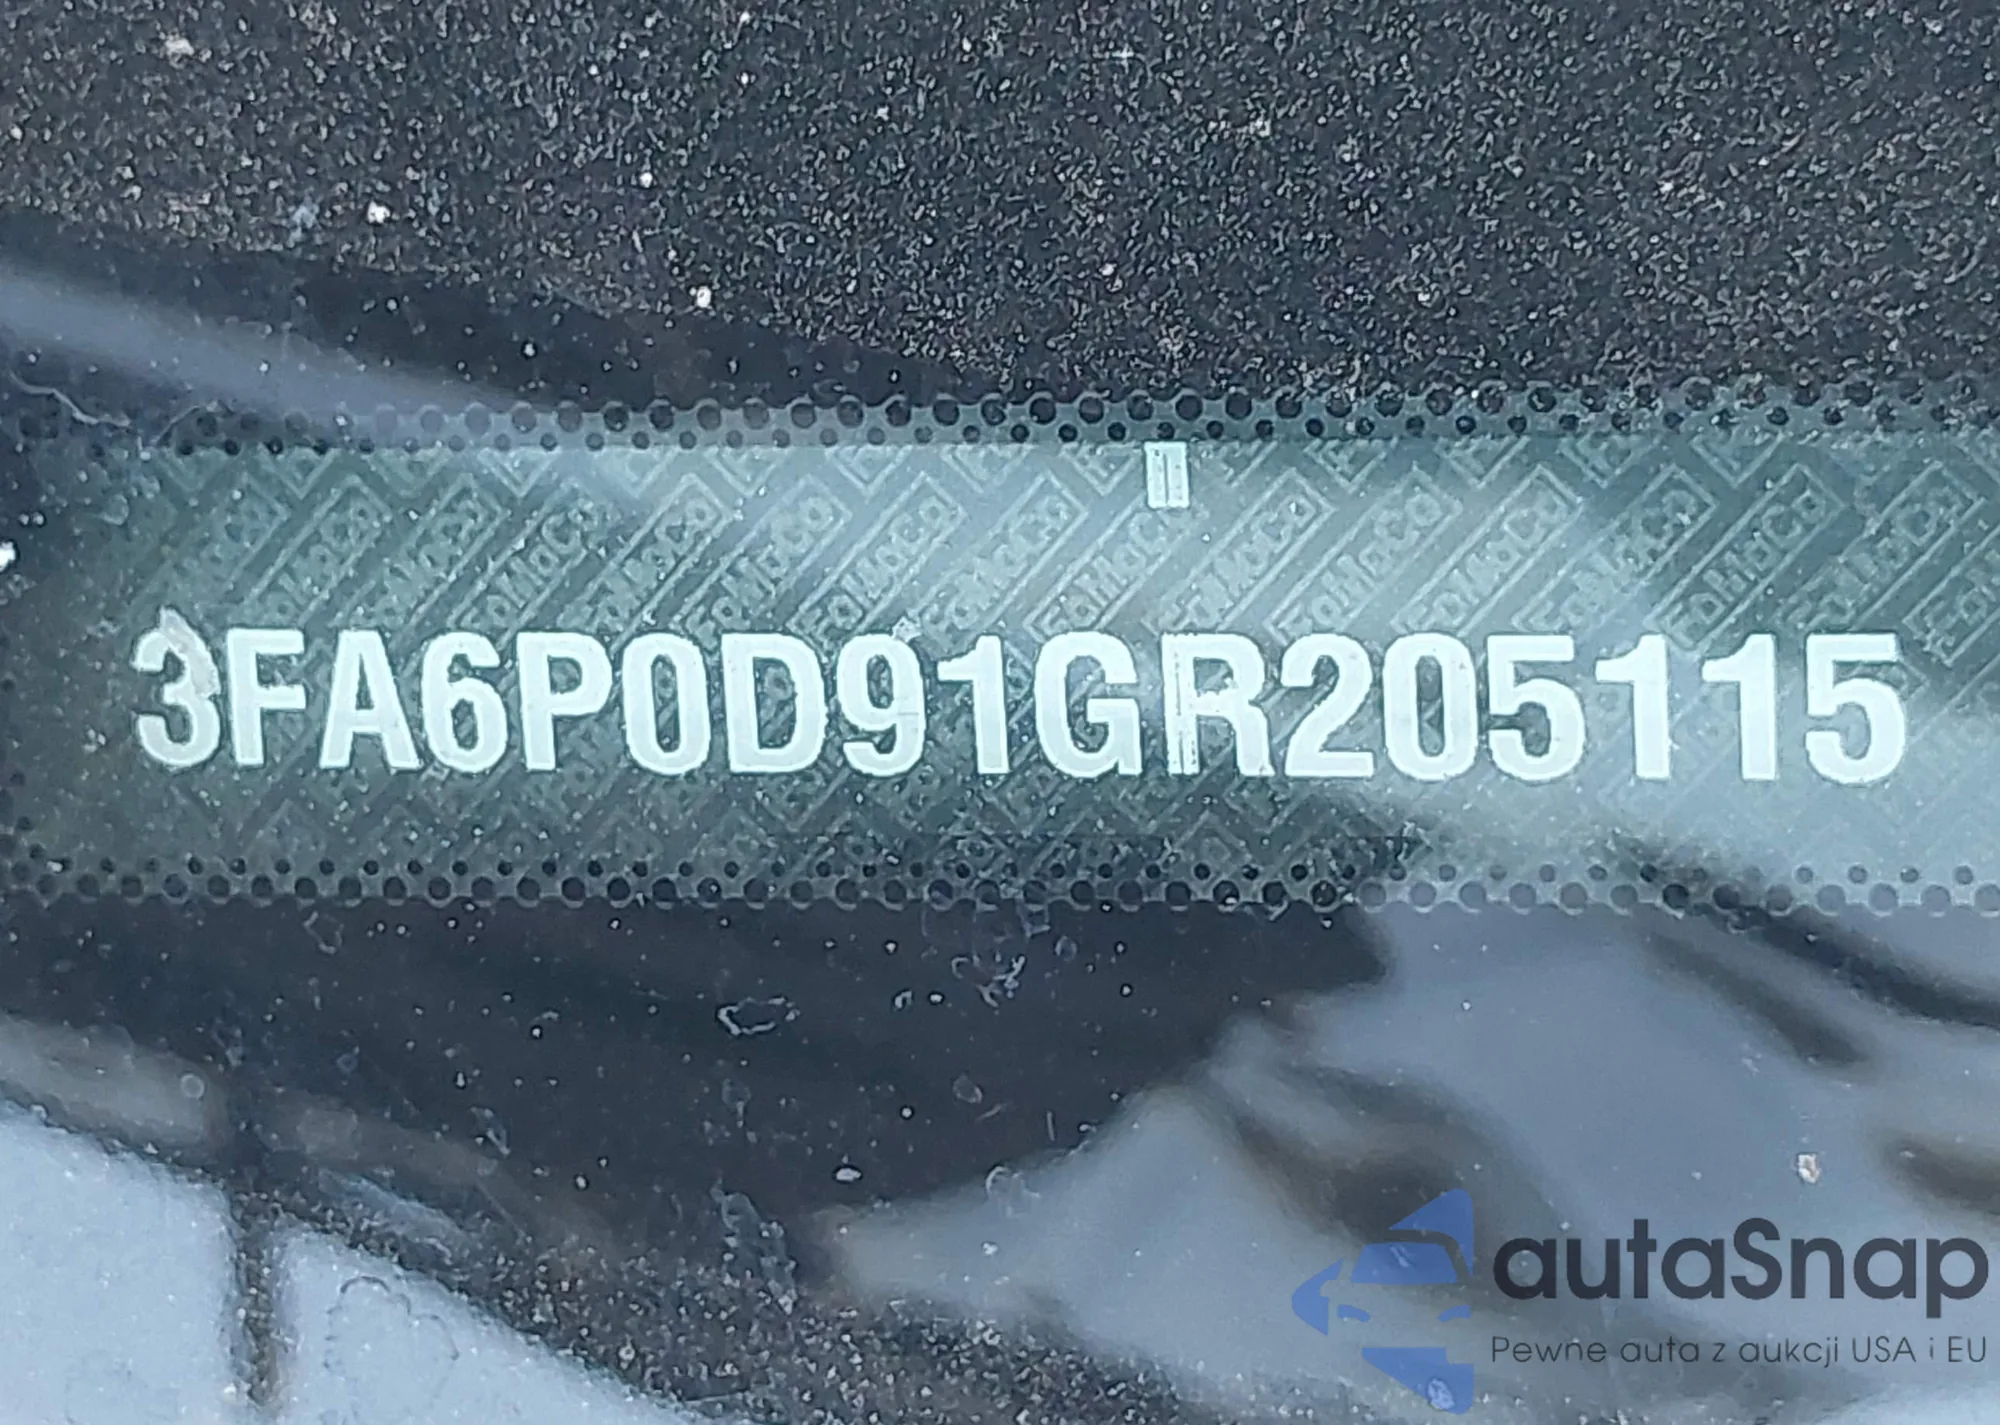 3FA6P0D91GR205115
autaSnap
Pewne auta z aukcji USA i EU